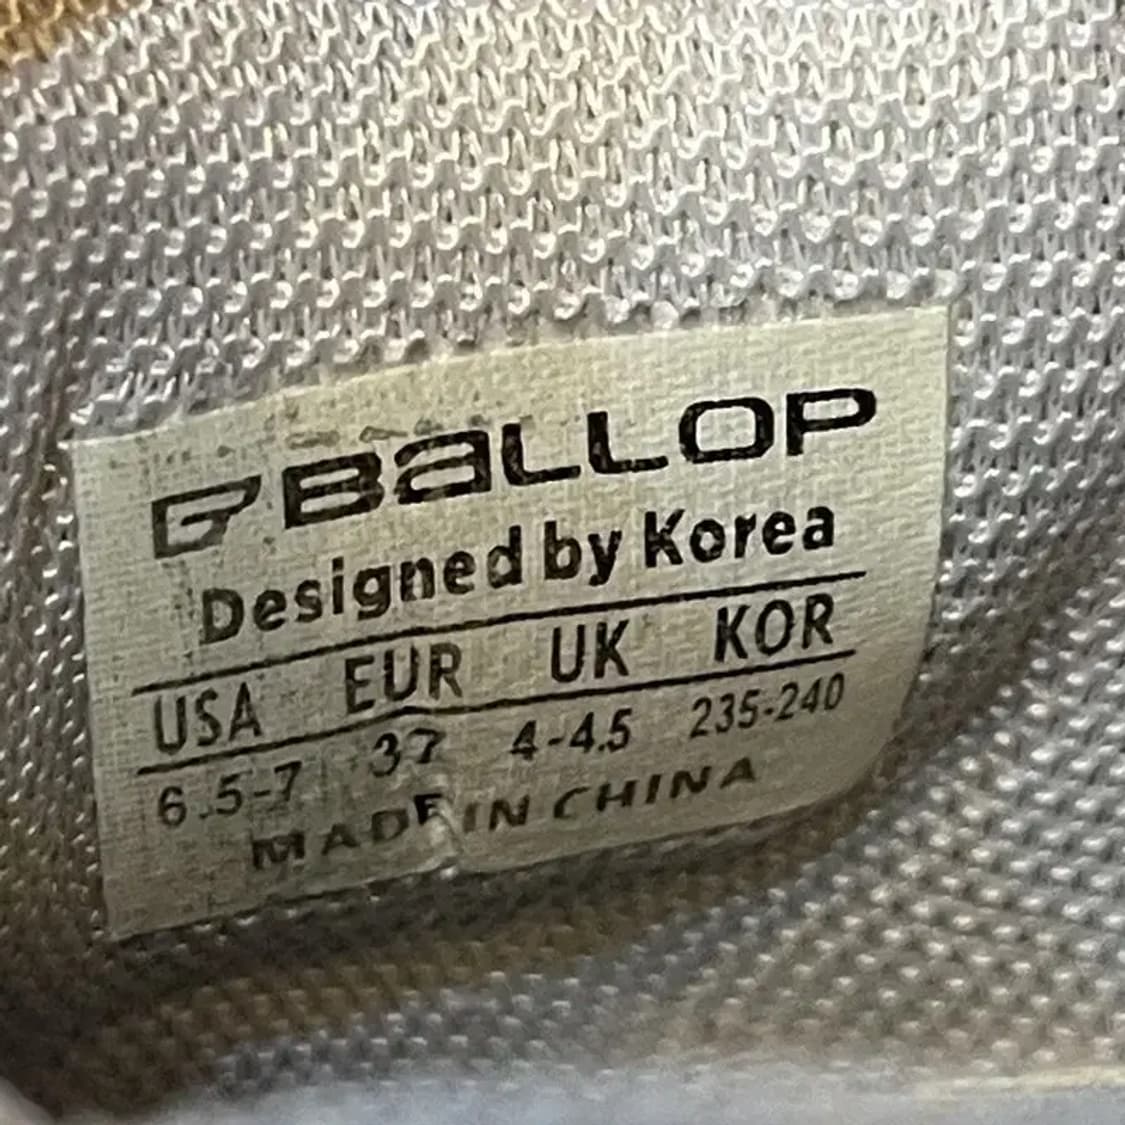 BaLLOP
Designed by Korea
USA EUR UK KOR
6.5-7 37 4-4.5 235-240
MADE IN CHINA